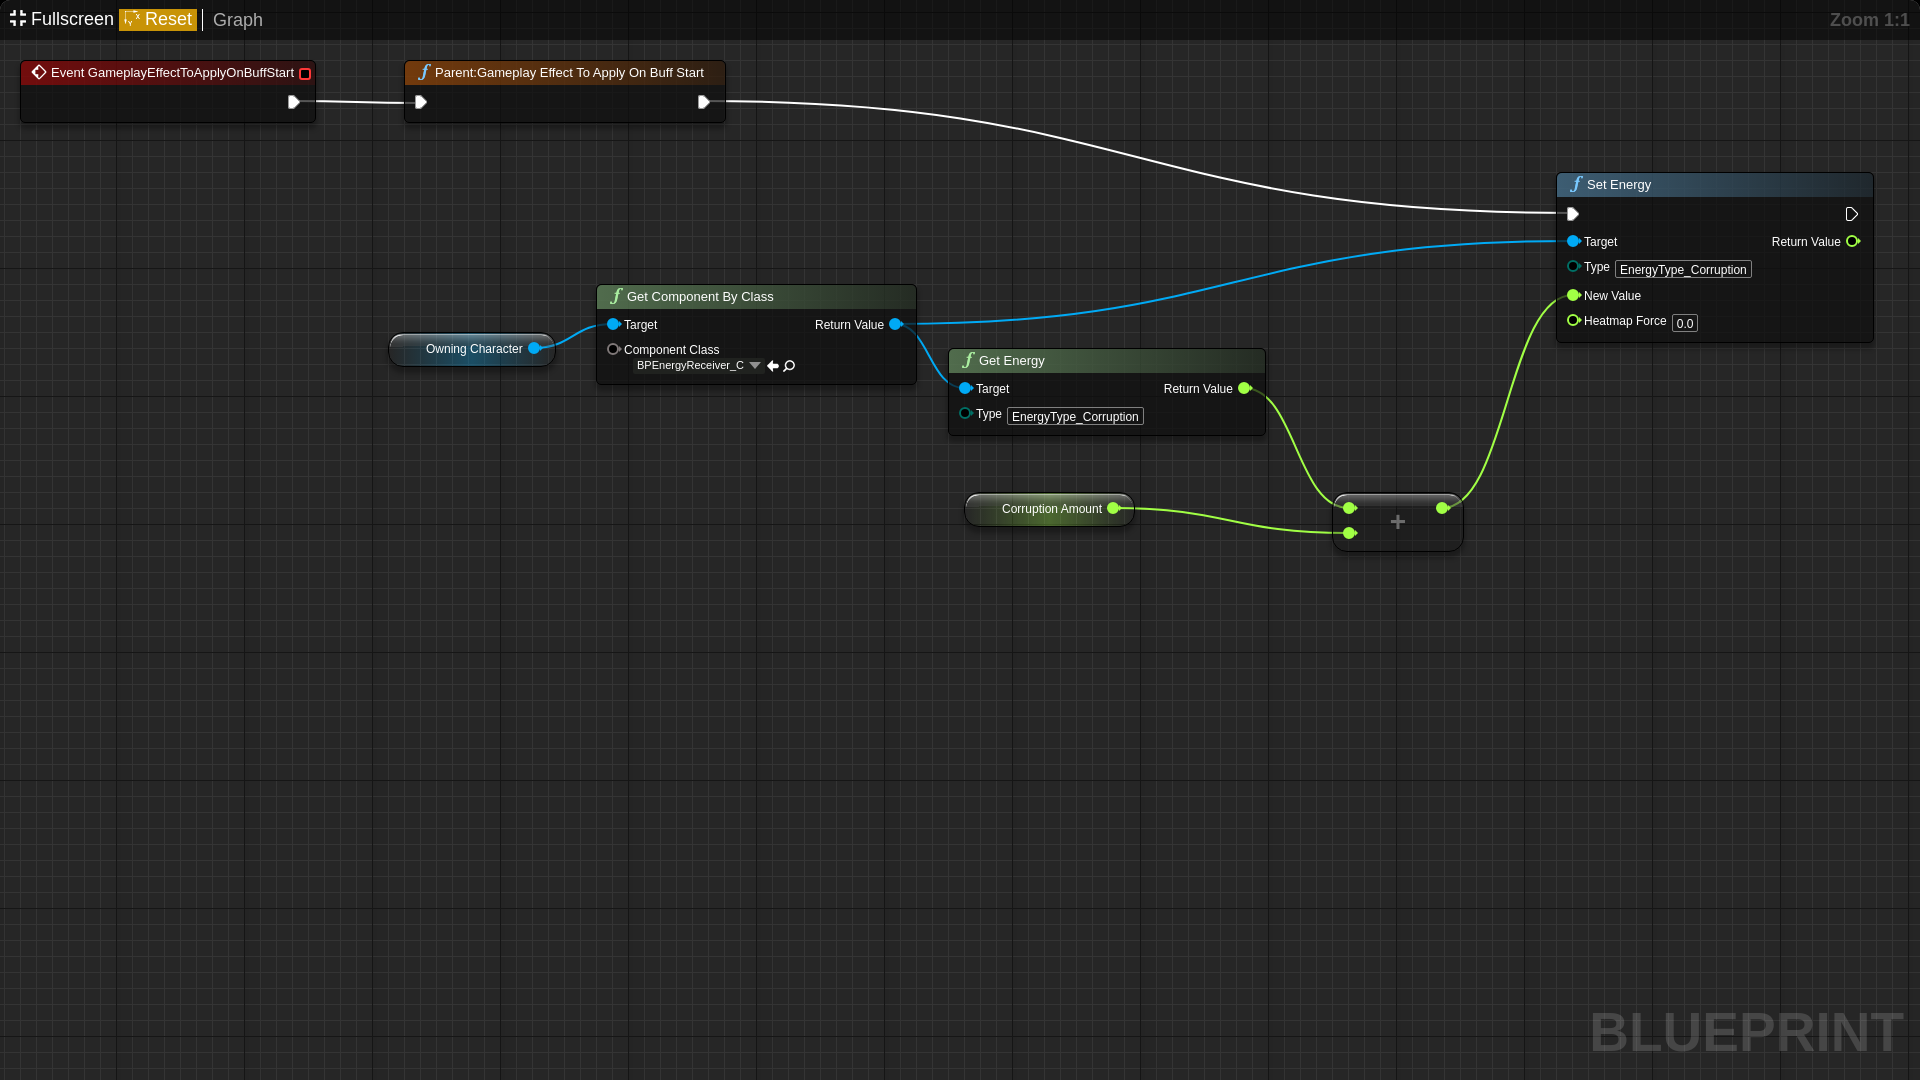 Fullscreen Reset Graph Zoom 1:1
Event GameplayEffectToApplyOnBuffStart
Parent:Gameplay Effect To Apply On Buff Start
Set Energy
Target Return Value
Type EnergyType_Corruption
New Value
Heatmap Force 0.0
Get Component By Class
Target Return Value
Component Class
BPEnergyReceiver_C
Owning Character
Get Energy
Target Return Value
Type EnergyType_Corruption
Corruption Amount
+
BLUEPRINT